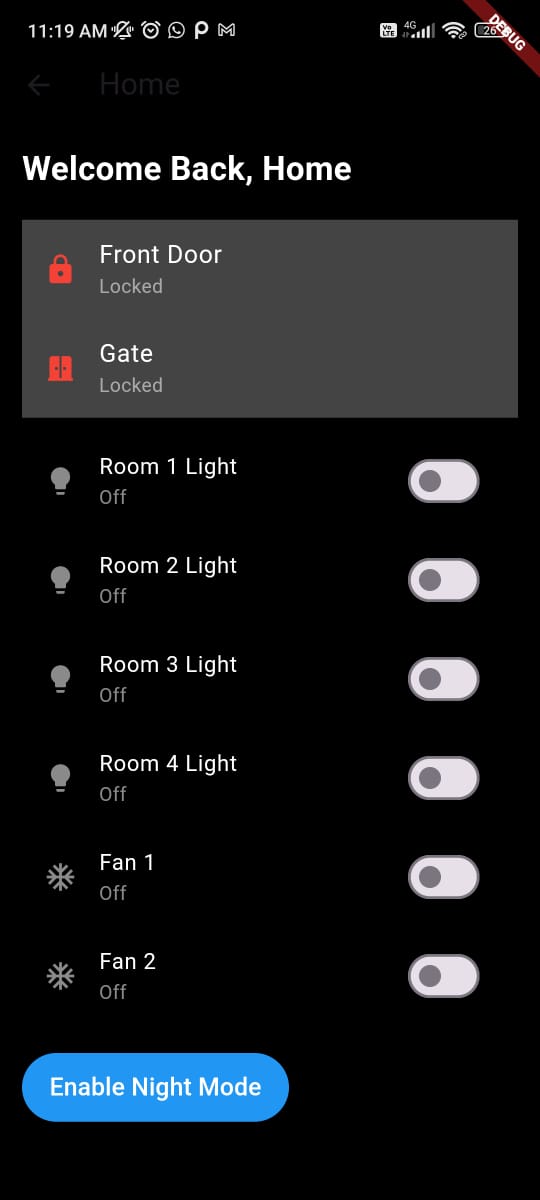 11:19 AM
Vo LTE 4G 26
DEBUG
Home
Welcome Back, Home
Front Door
Locked
Gate
Locked
Room 1 Light
Off
Room 2 Light
Off
Room 3 Light
Off
Room 4 Light
Off
Fan 1
Off
Fan 2
Off
Enable Night Mode